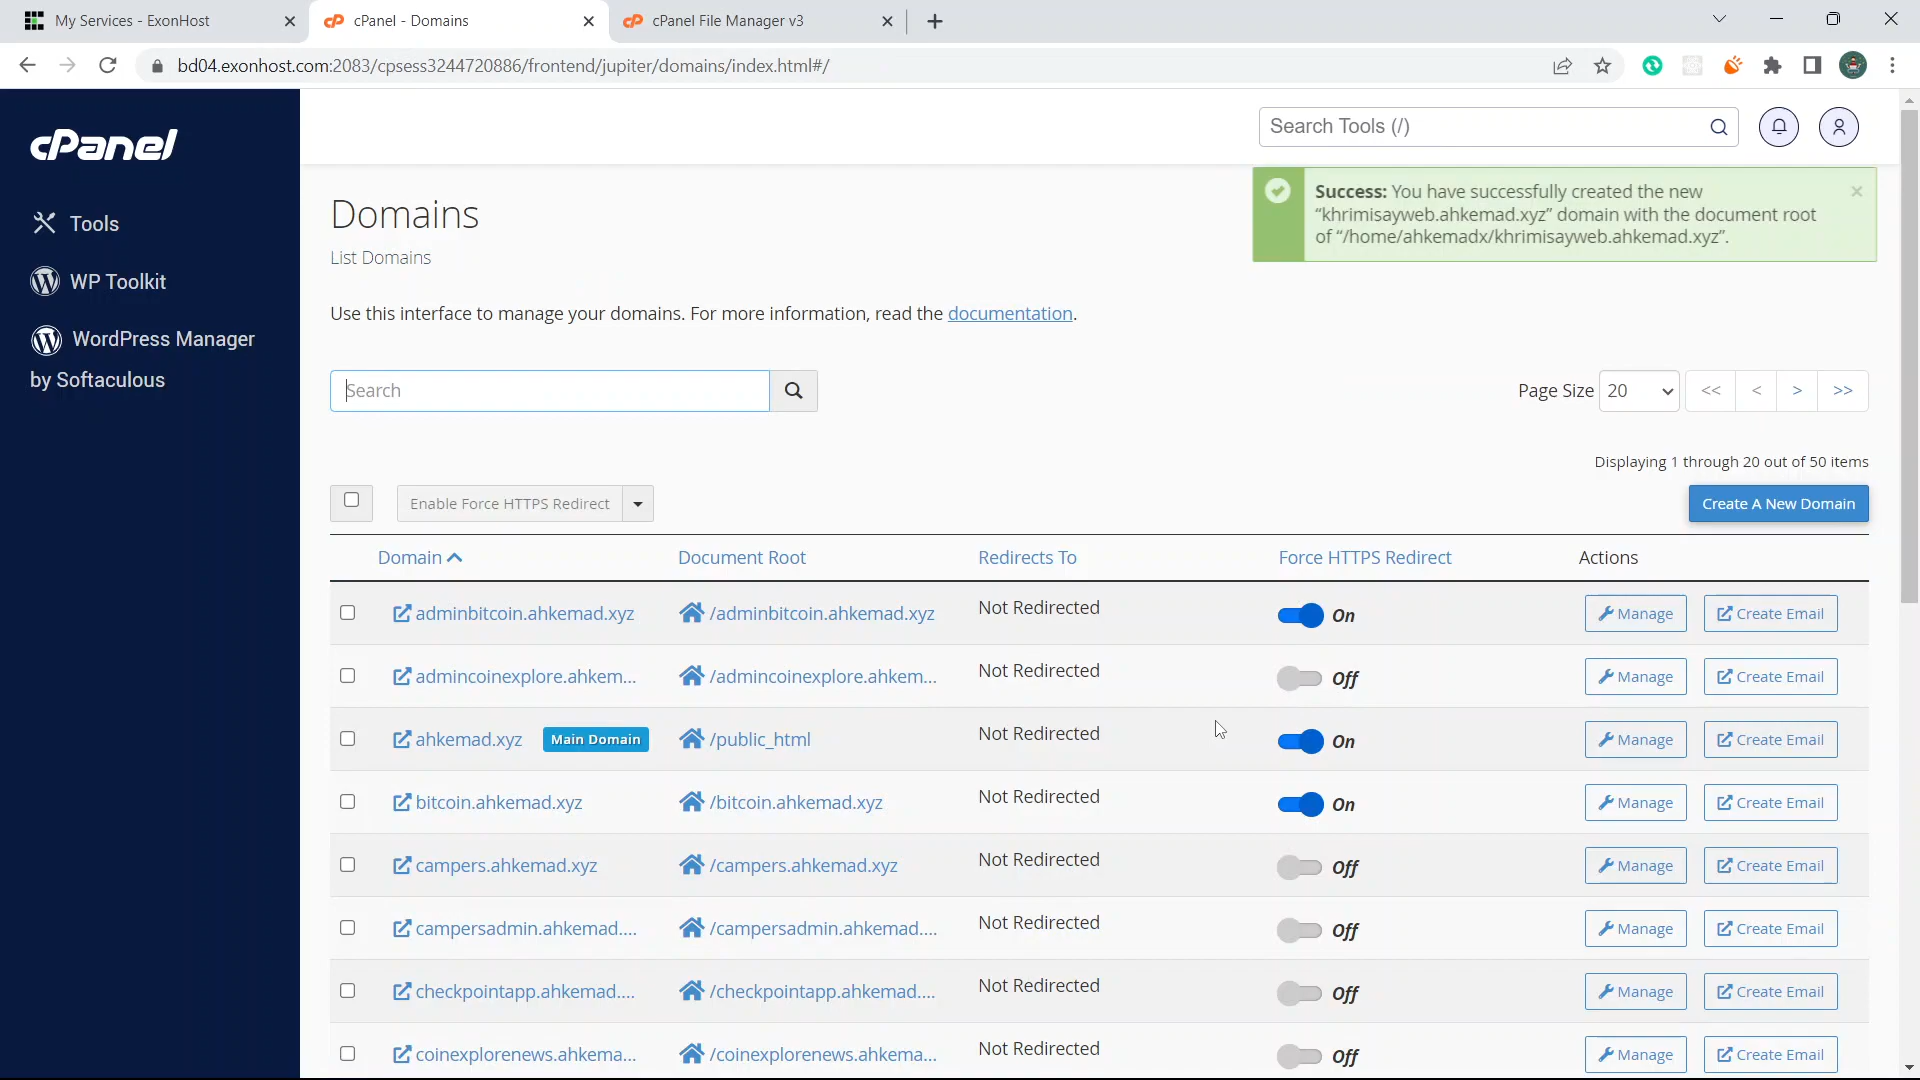 My Services - ExonHost
cPanel - Domains
cPanel File Manager v3
bd04.exonhost.com:2083/cpsess3244720886/frontend/jupiter/domains/index.html#/
cPanel
Tools
WP Toolkit
WordPress Manager
by Softaculous
Search Tools (/)
Success: You have successfully created the new
“khrimisayweb.ahkemad.xyz” domain with the document root
of “/home/ahkemadx/khrimisayweb.ahkemad.xyz”.
Domains
List Domains
Use this interface to manage your domains. For more information, read the documentation.
Search
Page Size 20 << < > >>
Displaying 1 through 20 out of 50 items
Enable Force HTTPS Redirect
Create A New Domain
Domain Document Root Redirects To Force HTTPS Redirect Actions
adminbitcoin.ahkemad.xyz /adminbitcoin.ahkemad.xyz Not Redirected On Manage Create Email
admincoinexplore.ahkem... /admincoinexplore.ahkem... Not Redirected Off Manage Create Email
ahkemad.xyz Main Domain /public_html Not Redirected On Manage Create Email
bitcoin.ahkemad.xyz /bitcoin.ahkemad.xyz Not Redirected On Manage Create Email
campers.ahkemad.xyz /campers.ahkemad.xyz Not Redirected Off Manage Create Email
campersadmin.ahkemad.... /campersadmin.ahkemad.... Not Redirected Off Manage Create Email
checkpointapp.ahkemad.... /checkpointapp.ahkemad.... Not Redirected Off Manage Create Email
coinexplorenews.ahkema... /coinexplorenews.ahkema... Not Redirected Off Manage Create Email